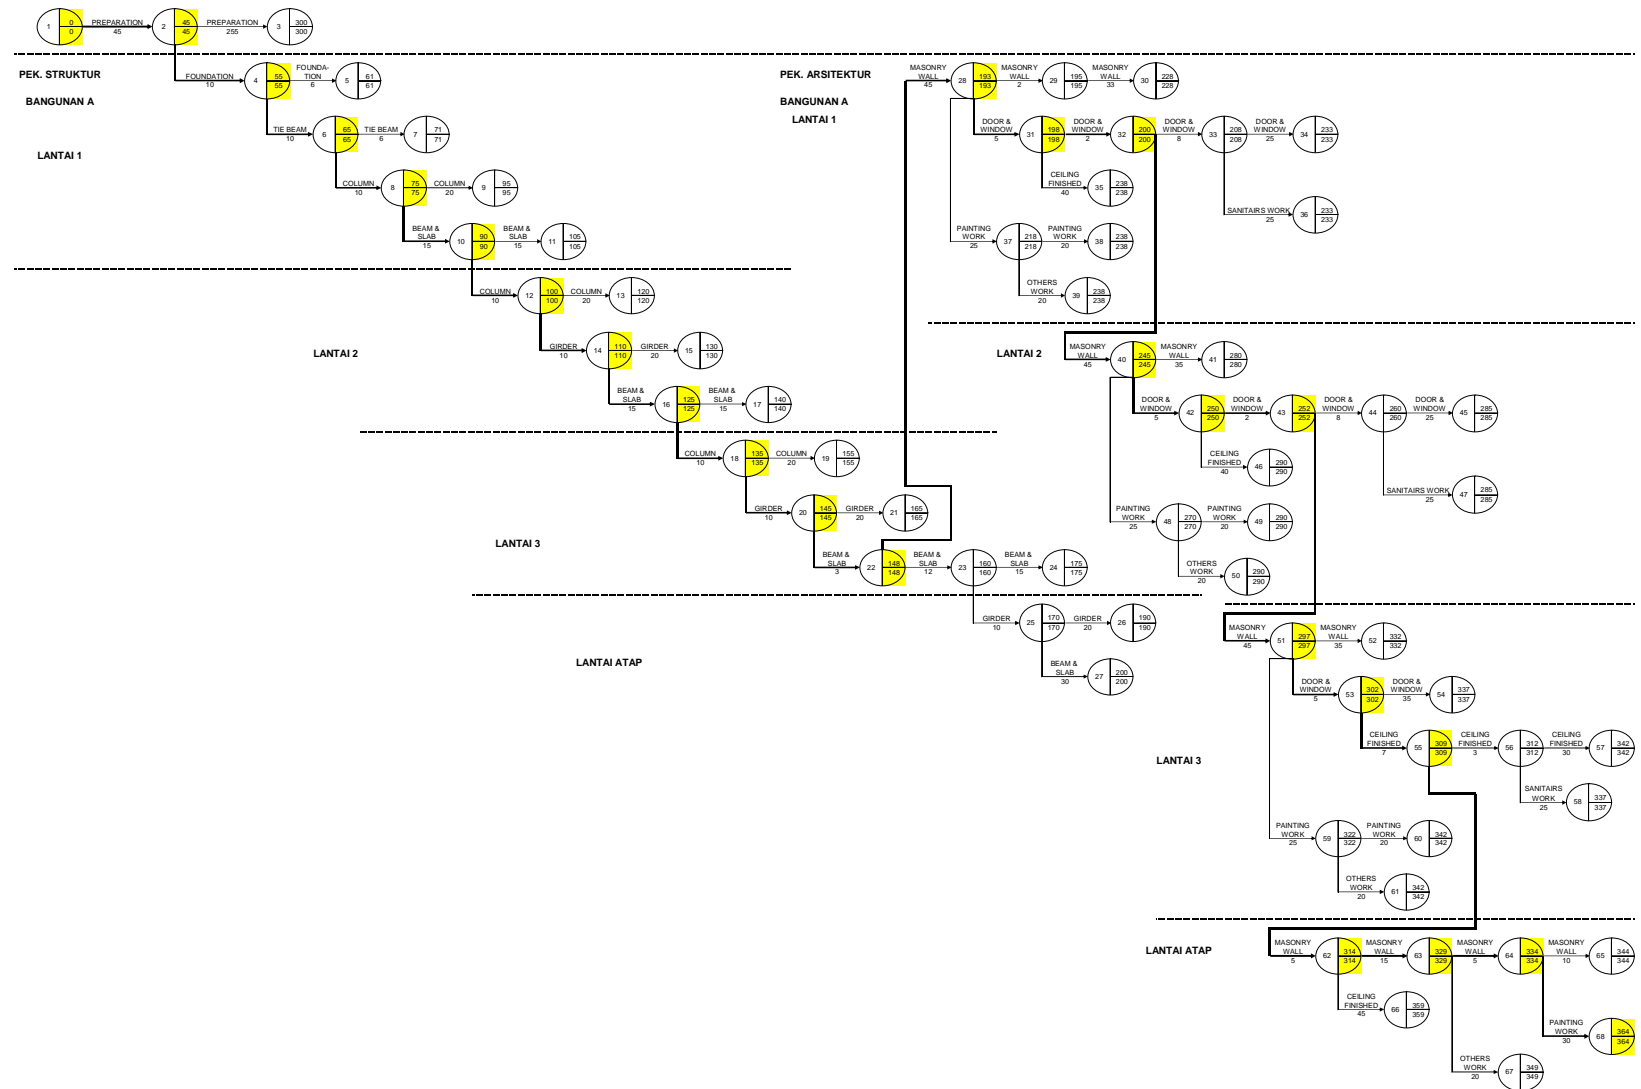 1 0 0 PREPARATION 45 2 45 45 PREPARATION 255 3 300 300
PEK. STRUKTUR
BANGUNAN A
FOUNDATION 10 4 55 55 FOUNDA-TION 6 5 61 61
LANTAI 1
TIE BEAM 10 6 65 65 TIE BEAM 6 7 71 71
COLUMN 10 8 75 75 COLUMN 20 9 95 95
BEAM & SLAB 15 10 90 90 BEAM & SLAB 15 11 105 105
LANTAI 2
COLUMN 10 12 100 100 COLUMN 20 13 120 120
GIRDER 10 14 110 110 GIRDER 20 15 130 130
BEAM & SLAB 15 16 125 125 BEAM & SLAB 15 17 140 140
LANTAI 3
COLUMN 10 18 135 135 COLUMN 20 19 155 155
GIRDER 10 20 145 145 GIRDER 20 21 165 165
BEAM & SLAB 3 22 148 148 BEAM & SLAB 12 23 160 160 BEAM & SLAB 15 24 175 175
LANTAI ATAP
GIRDER 10 25 170 170 GIRDER 20 26 190 190
BEAM & SLAB 30 27 200 200
PEK. ARSITEKTUR
BANGUNAN A
LANTAI 1
MASONRY WALL 45 28 193 193 MASONRY WALL 2 29 195 195 MASONRY WALL 33 30 228 228
DOOR & WINDOW 5 31 198 198 DOOR & WINDOW 2 32 200 200 DOOR & WINDOW 8 33 208 208 DOOR & WINDOW 25 34 233 233
CEILING FINISHED 40 35 238 238
SANITAIRS WORK 25 36 233 233
PAINTING WORK 25 37 218 218 PAINTING WORK 20 38 238 238
OTHERS WORK 20 39 238 238
LANTAI 2
MASONRY WALL 45 40 245 245 MASONRY WALL 35 41 280 280
DOOR & WINDOW 5 42 250 250 DOOR & WINDOW 2 43 252 252 DOOR & WINDOW 8 44 260 260 DOOR & WINDOW 25 45 285 285
CEILING FINISHED 40 46 290 290
SANITAIRS WORK 25 47 285 285
PAINTING WORK 25 48 270 270 PAINTING WORK 20 49 290 290
OTHERS WORK 20 50 290 290
LANTAI 3
MASONRY WALL 45 51 297 297 MASONRY WALL 35 52 332 332
DOOR & WINDOW 5 53 302 302 DOOR & WINDOW 35 54 337 337
CEILING FINISHED 7 55 309 309 CEILING FINISHED 3 56 312 312 CEILING FINISHED 30 57 342 342
SANITAIRS WORK 25 58 337 337
PAINTING WORK 25 59 322 322 PAINTING WORK 20 60 342 342
OTHERS WORK 20 61 342 342
LANTAI ATAP
MASONRY WALL 5 62 314 314 MASONRY WALL 15 63 329 329 MASONRY WALL 5 64 334 334 MASONRY WALL 10 65 344 344
CEILING FINISHED 45 66 359 359
PAINTING WORK 30 68 364 364
OTHERS WORK 20 67 349 349